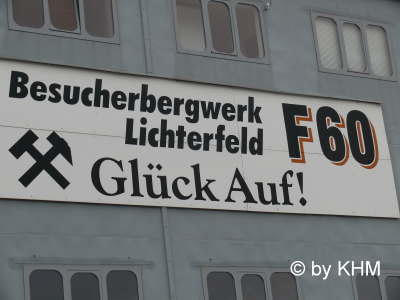 Besucherbergwerk
Lichterfeld
F60
Glück Auf!
© by KHM